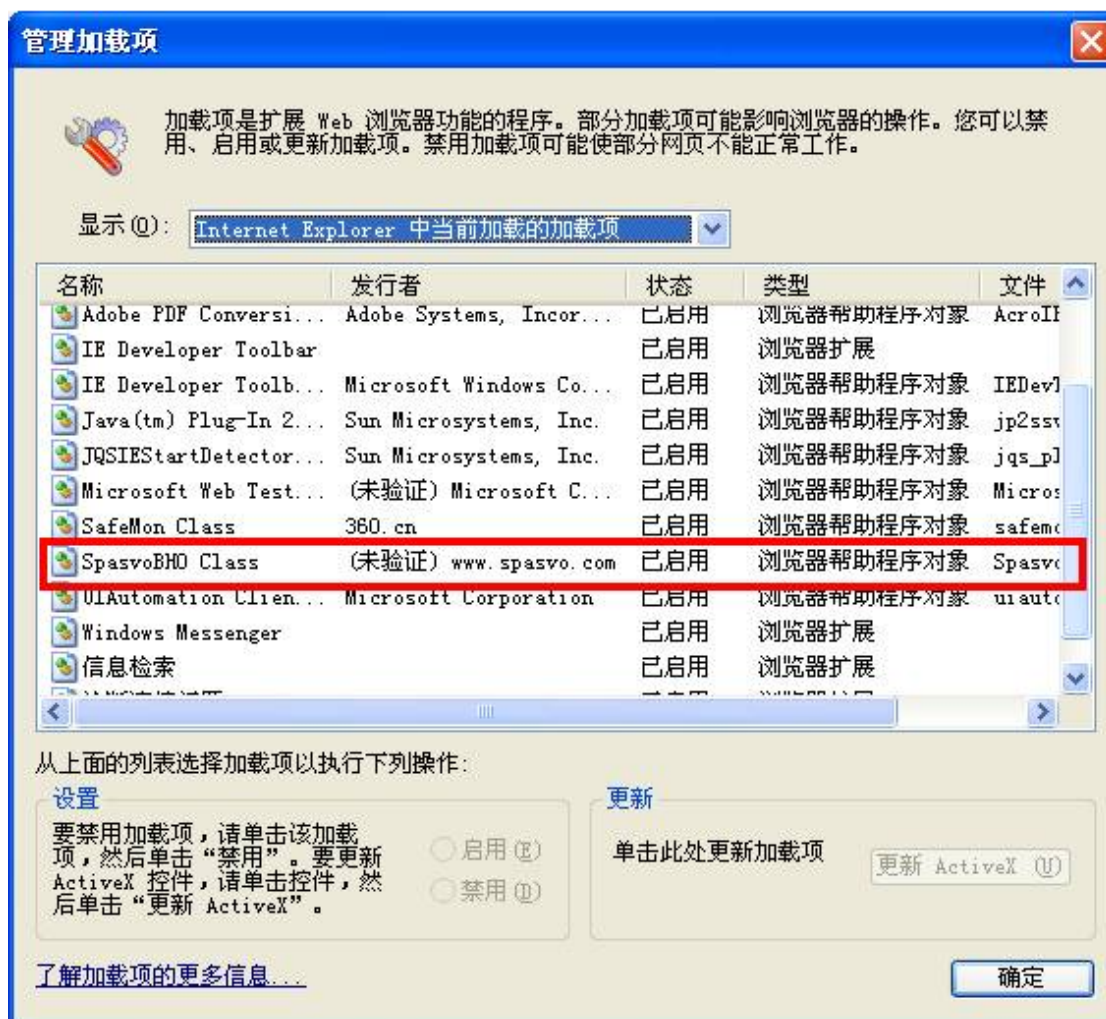 管理加载项
加载项是扩展 Web 浏览器功能的程序。部分加载项可能影响浏览器的操作。您可以禁
用、启用或更新加载项。禁用加载项可能使部分网页不能正常工作。
显示(O): Internet Explorer 中当前加载的加载项
名称 发行者 状态 类型 文件
Adobe PDF Conversi... Adobe Systems, Incor... 已启用 浏览器帮助程序对象 AcroI
IE Developer Toolbar 已启用 浏览器扩展
IE Developer Toolb... Microsoft Windows Co... 已启用 浏览器帮助程序对象 IEDev
Java(tm) Plug-In 2... Sun Microsystems, Inc. 已启用 浏览器帮助程序对象 jp2ss
JQSIEStartDetector... Sun Microsystems, Inc. 已启用 浏览器帮助程序对象 jqs_p
Microsoft Web Test... (未验证) Microsoft C... 已启用 浏览器帮助程序对象 Micros
SafeMon Class 360.cn 已启用 浏览器帮助程序对象 safem
SpasvoBHO Class (未验证) www.spasvo.com 已启用 浏览器帮助程序对象 Spasv
UIAutomation Clien... Microsoft Corporation 已启用 浏览器帮助程序对象 uiaut
Windows Messenger 已启用 浏览器扩展
信息检索 已启用 浏览器扩展
从上面的列表选择加载项以执行下列操作:
设置
要禁用加载项，请单击该加载
项，然后单击“禁用”。要更新
ActiveX 控件，请单击控件，然
后单击“更新 ActiveX”。
启用(E)
禁用(D)
更新
单击此处更新加载项
更新 ActiveX (U)
了解加载项的更多信息...
确定